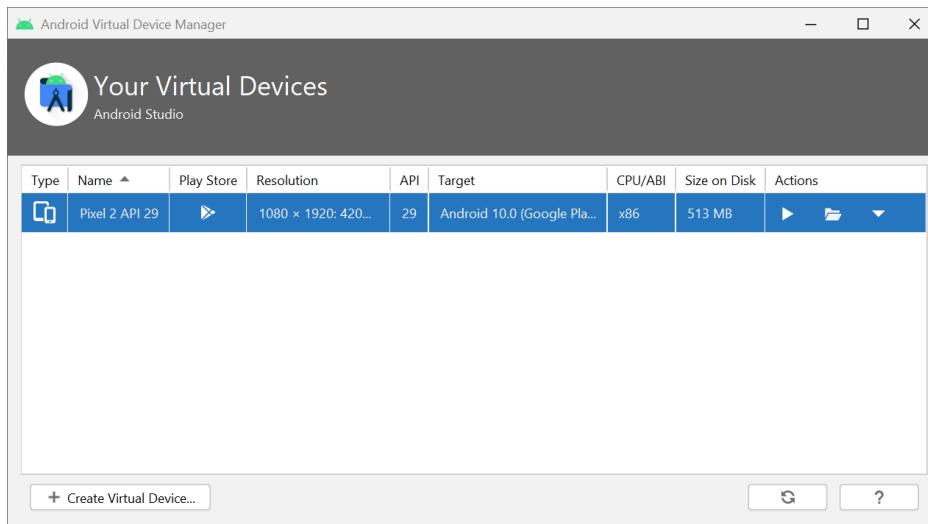 Android Virtual Device Manager
Your Virtual Devices
Android Studio
Type Name Play Store Resolution API Target CPU/ABI Size on Disk Actions
Pixel 2 API 29 1080 × 1920: 420... 29 Android 10.0 (Google Pla... x86 513 MB
+ Create Virtual Device... ?